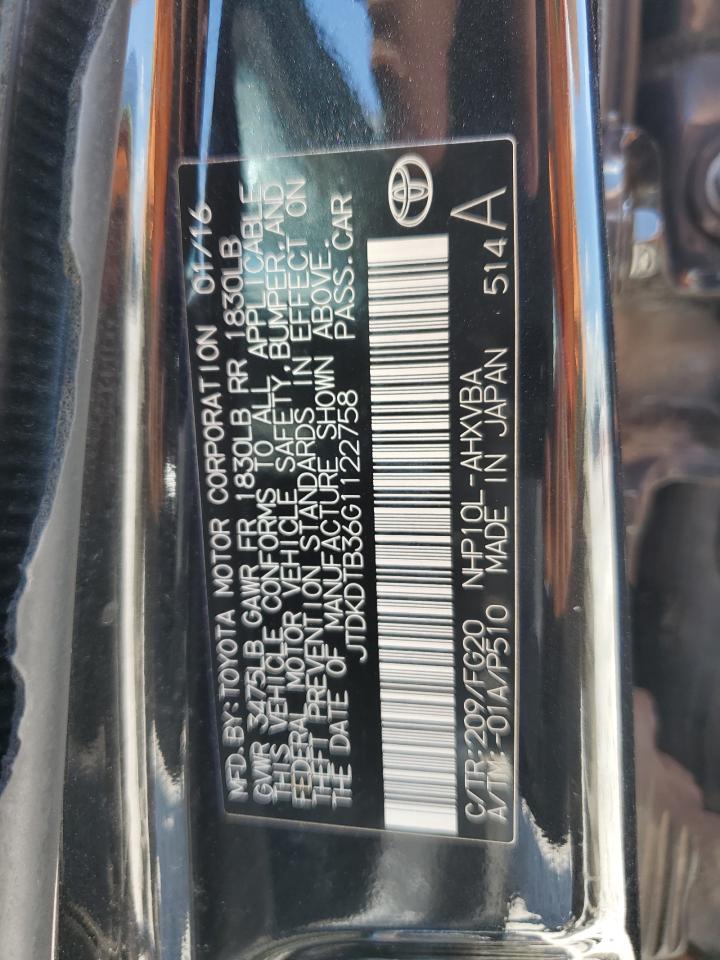 MFD. BY: TOYOTA MOTOR CORPORATION 01/16
GVWR 3475LB GAWR FR 1830LB RR 1830LB
THIS VEHICLE CONFORMS TO ALL APPLICABLE
FEDERAL MOTOR VEHICLE SAFETY, BUMPER, AND
THEFT PREVENTION STANDARDS IN EFFECT ON
THE DATE OF MANUFACTURE SHOWN ABOVE.
JTDKDTB36G1122758 PASS. CAR
C/TR: 209/FG20 NHP10L-AHXVBA
A/TM: -01A/P510 MADE IN JAPAN 514 A